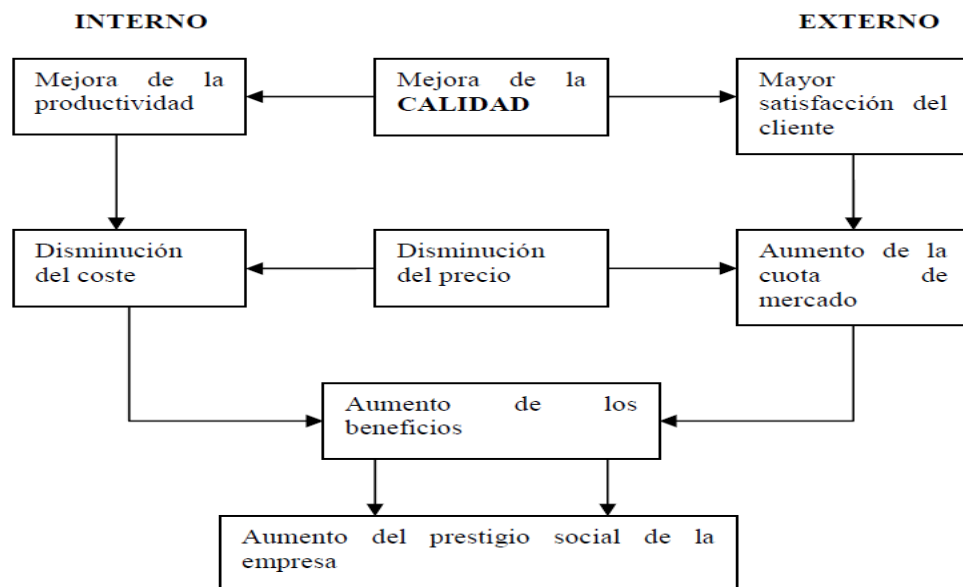 INTERNO
EXTERNO
Mejora de la
productividad
Mejora de la
CALIDAD
Mayor
satisfacción del
cliente
Disminución
del coste
Disminución
del precio
Aumento de la
cuota de
mercado
Aumento de los
beneficios
Aumento del prestigio social de la
empresa